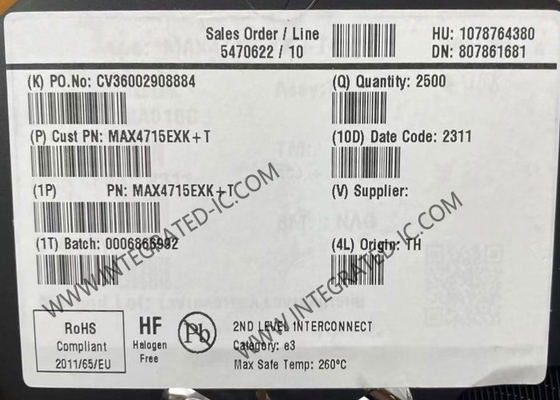 Sales Order / Line
5470622 / 10
HU: 1078764380
DN: 807861681
(K) PO.No: CV36002908884
(Q) Quantity: 2500
(P) Cust PN: MAX4715EXK+T
(10D) Date Code: 2311
(1P) PN: MAX4715EXK+T
(V) Supplier:
(1T) Batch: 0006866982
(4L) Origin: TH
WWW.INTEGRATED-IC.COM
WWW.INTEGRATED-IC.COM
RoHS
Compliant
2011/65/EU
HF
Halogen
Free
Pb
2ND LEVEL INTERCONNECT
Category: e3
Max Safe Temp: 260°C